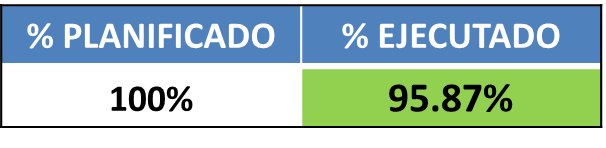 % PLANIFICADO % EJECUTADO
100% 95.87%